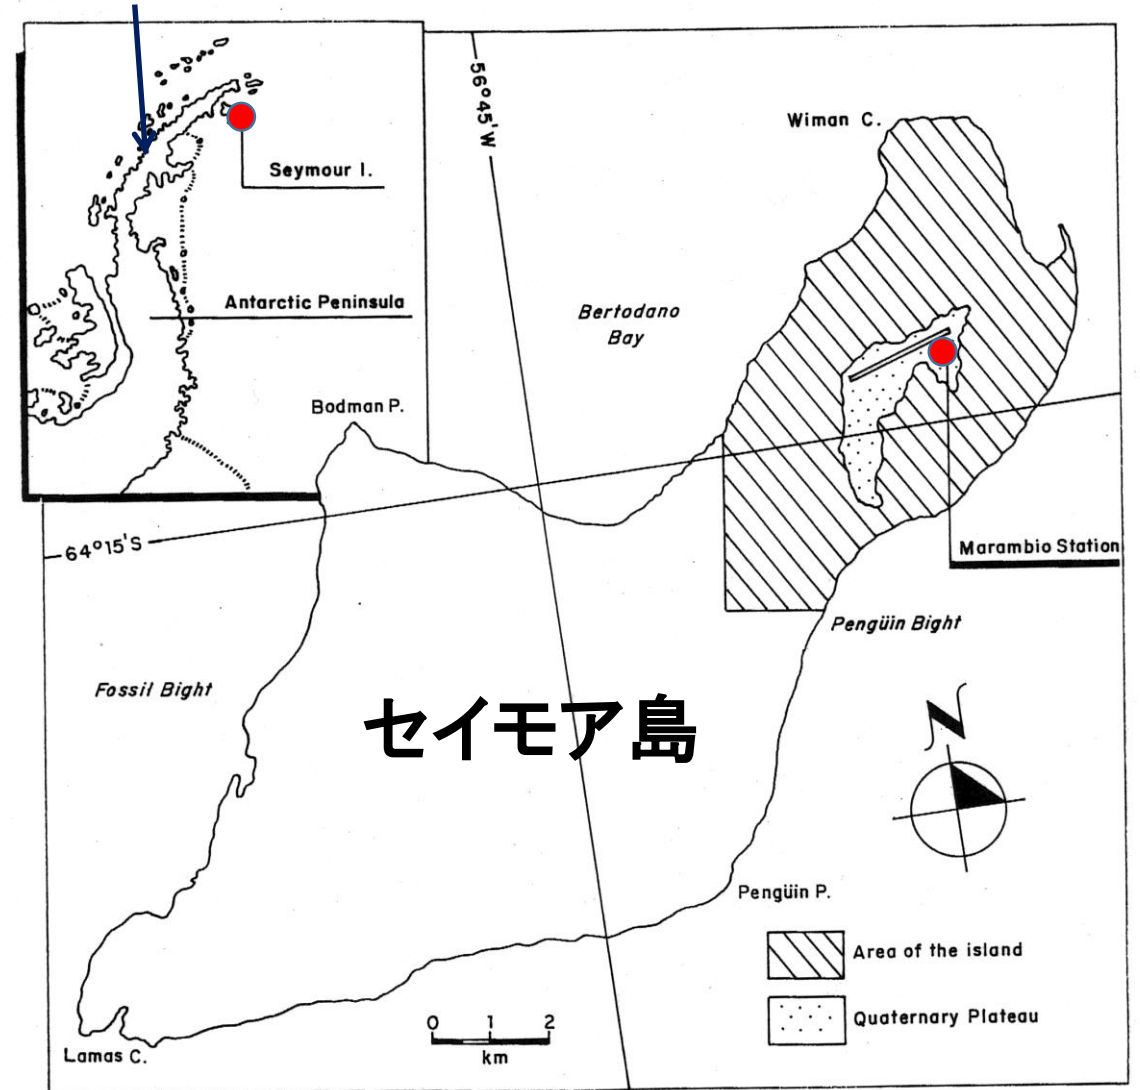 56°45'W
Wiman C.
Seymour I.
Antarctic Peninsula
Bertodano
Bay
Bodman P.
64°15'S
Marambio Station
Pengüin Bight
Fossil Bight
セイモア島
N
Pengüin P.
Area of the island
Quaternary Plateau
0 1 2
km
Lamas C.